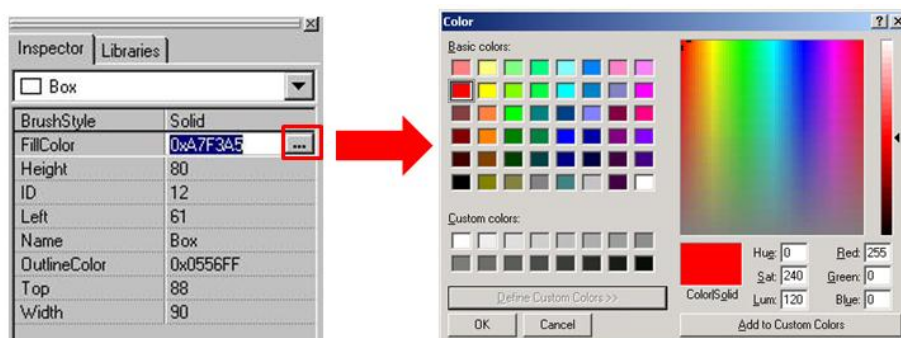 Inspector
Libraries
Box
BrushStyle Solid
FillColor 0xA7F3A5 ...
Height 80
ID 12
Left 61
Name Box
OutlineColor 0x0556FF
Top 88
Width 90
Color
Basic colors:
Custom colors:
Define Custom Colors >>
OK Cancel
Color|Solid
Hue: 0 Red: 255
Sat: 240 Green: 0
Lum: 120 Blue: 0
Add to Custom Colors